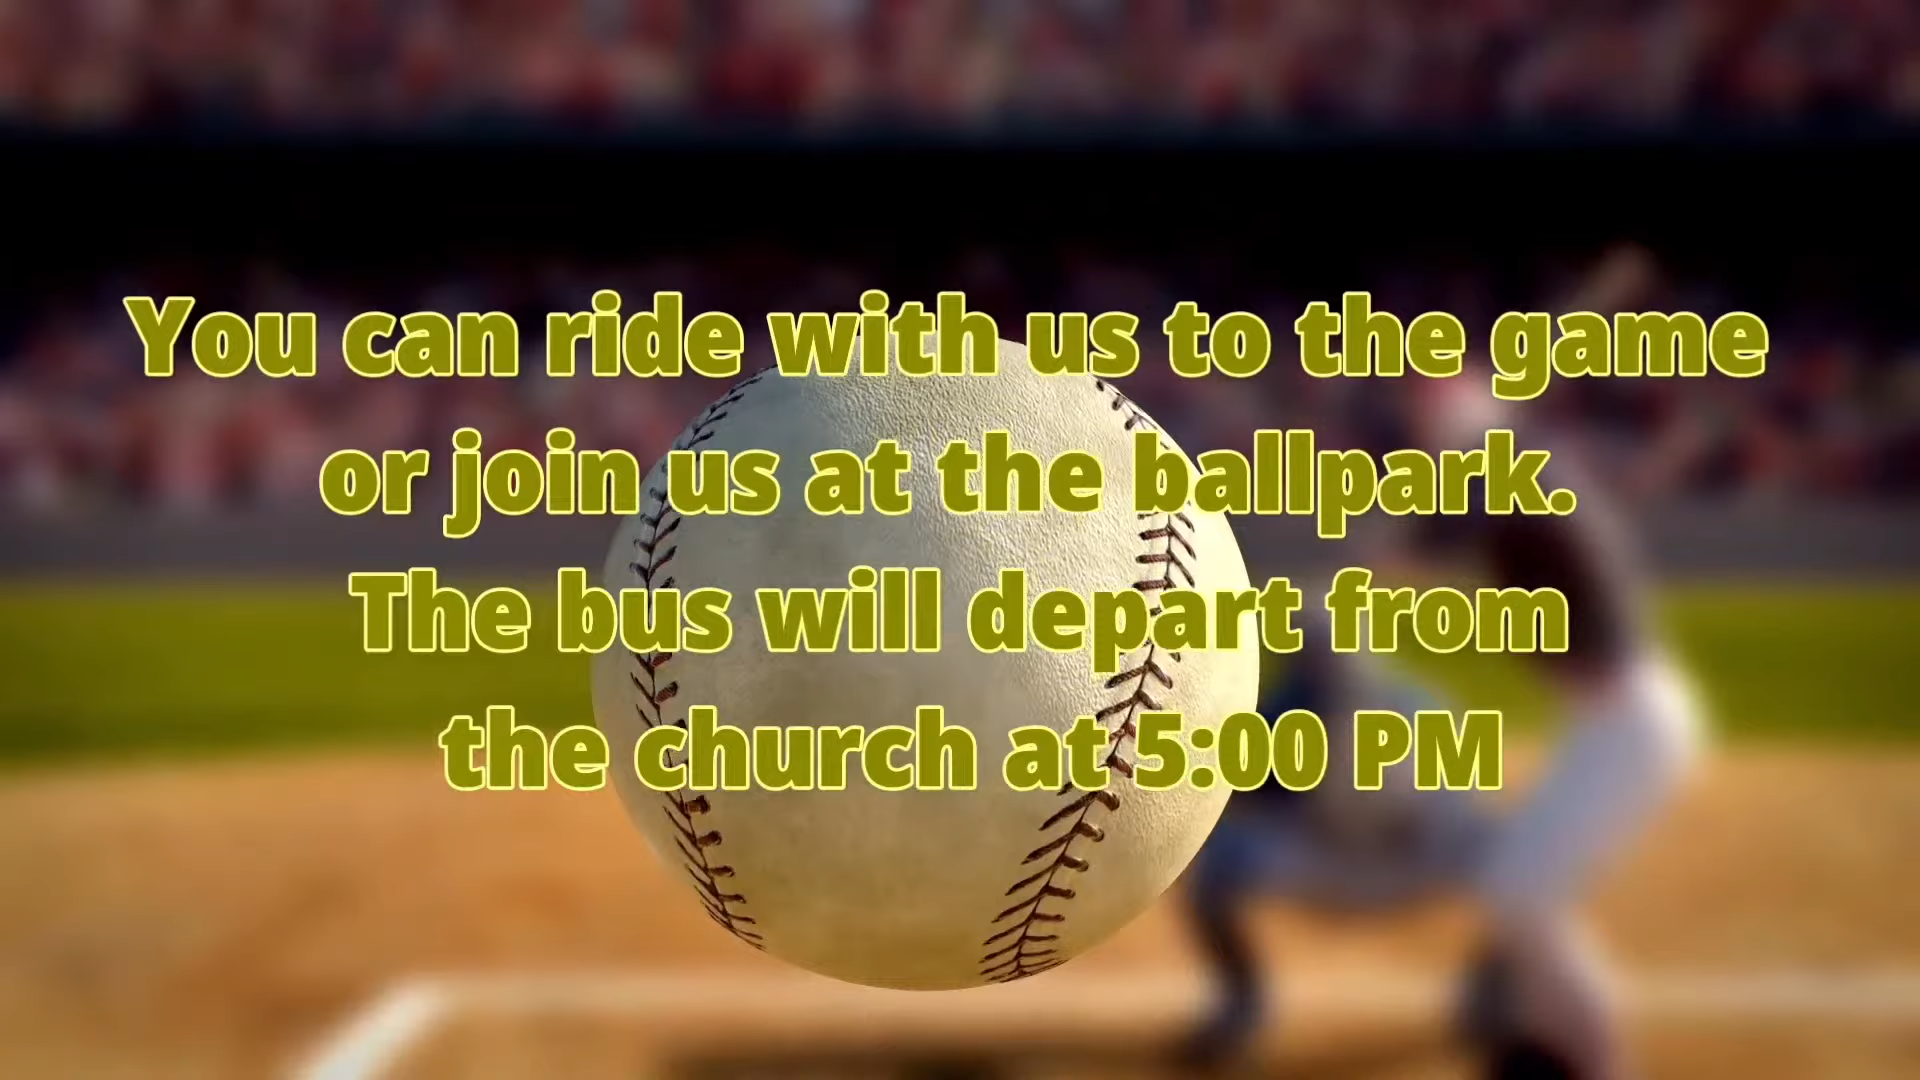 You can ride with us to the game
or join us at the ballpark.
The bus will depart from
the church at 5:00 PM